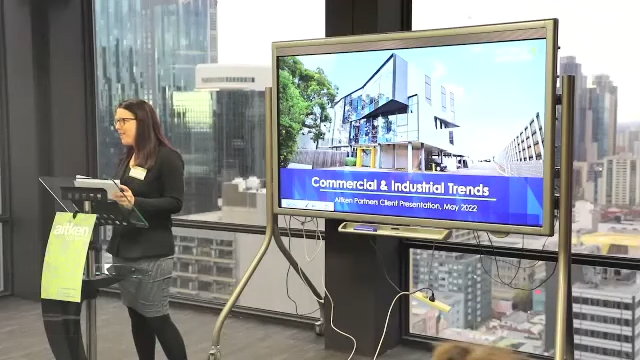 aitken
Commercial & Industrial Trends
Aitken Partners Client Presentation, May 2022